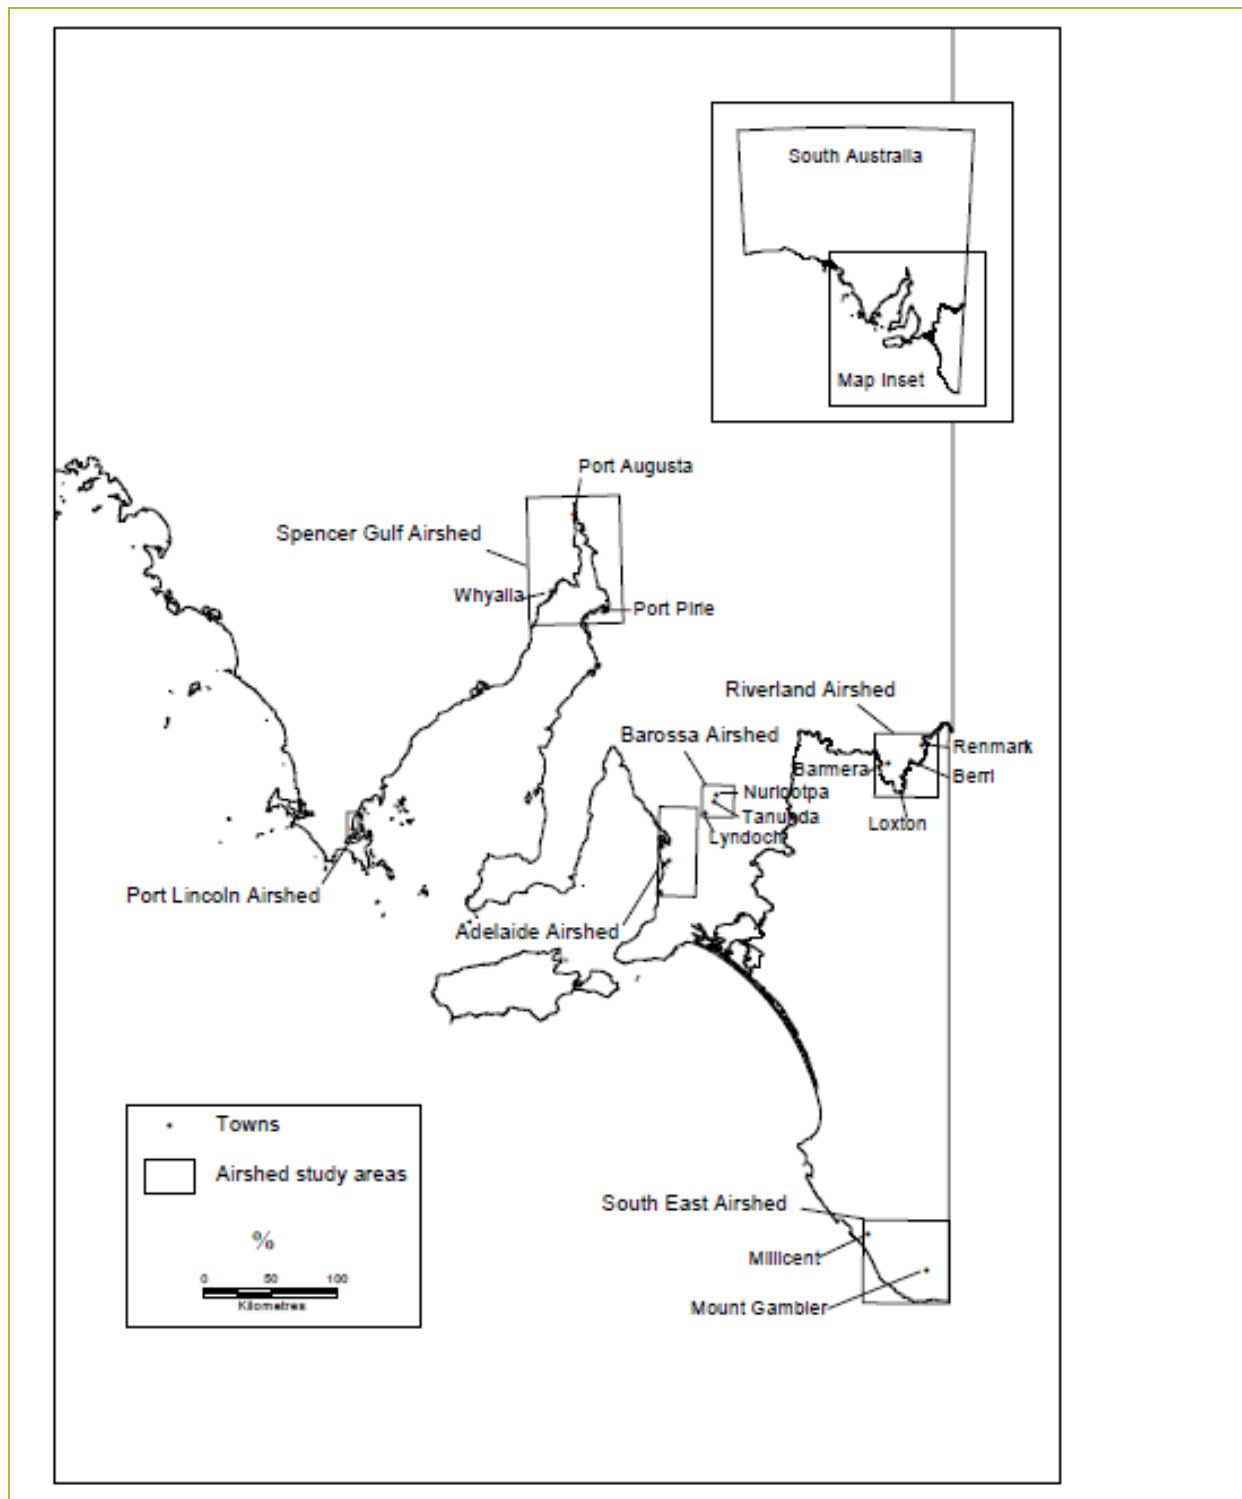 South Australia
Map Inset
Port Augusta
Spencer Gulf Airshed
Whyalla
Port Pirie
Riverland Airshed
Barossa Airshed
Renmark
Barmera
Berri
Nuriootpa
Tanunda
Loxton
Lyndoch
Port Lincoln Airshed
Adelaide Airshed
Towns
Airshed study areas
%
0 50 100
Kilometres
South East Airshed
Millicent
Mount Gambier